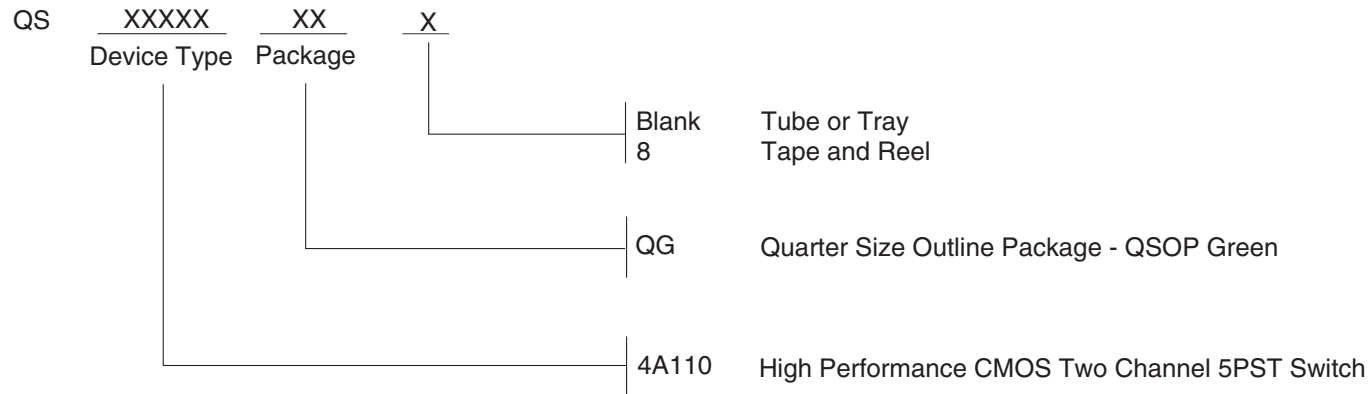 QS XXXXX XX X
Device Type Package
Blank Tube or Tray
8 Tape and Reel
QG Quarter Size Outline Package - QSOP Green
4A110 High Performance CMOS Two Channel 5PST Switch